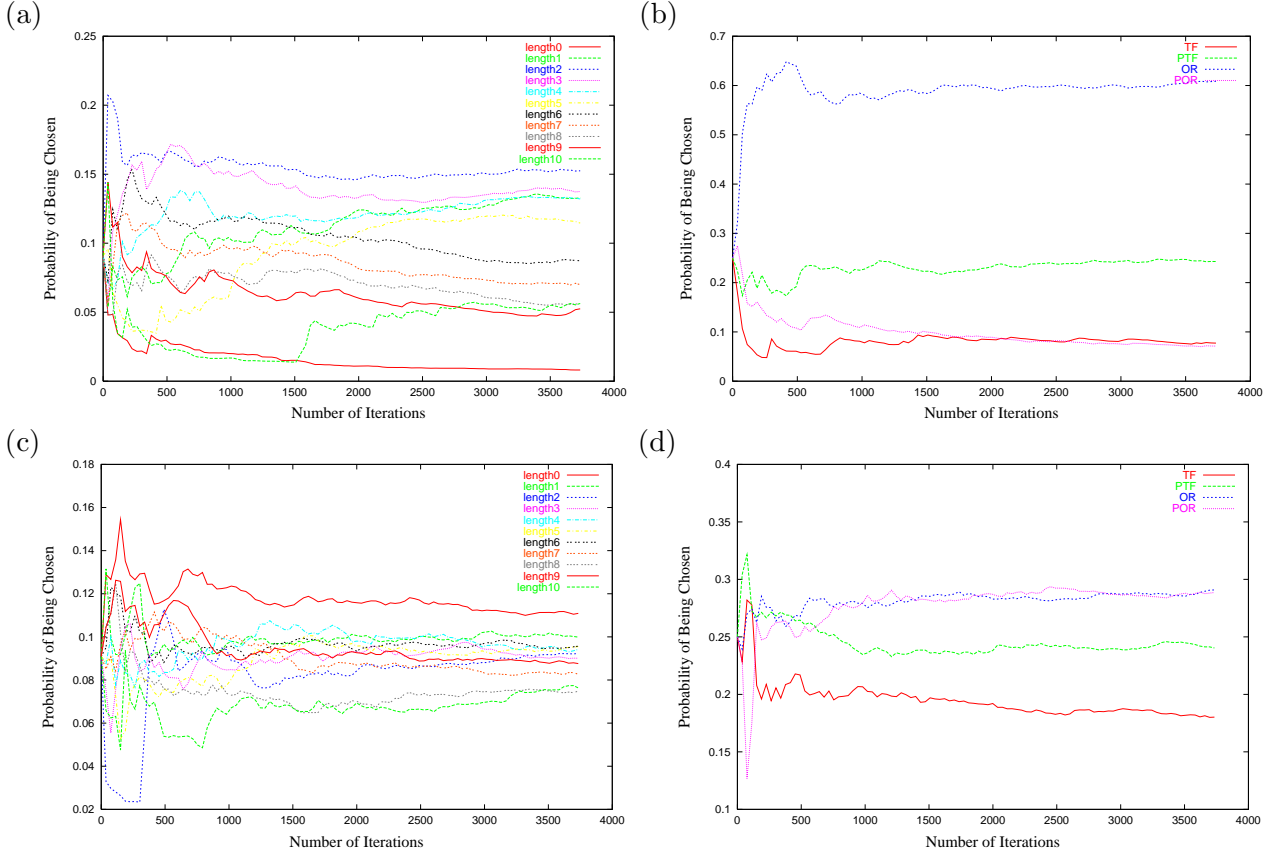 (a)
0.25
0.2
0.15
0.1
0.05
0
0
500
1000
1500
2000
2500
3000
3500
4000
Probability of Being Chosen
Number of Iterations
length0
length1
length2
length3
length4
length5
length6
length7
length8
length9
length10
(b)
0.7
0.6
0.5
0.4
0.3
0.2
0.1
0
0
500
1000
1500
2000
2500
3000
3500
4000
Probability of Being Chosen
Number of Iterations
TF
PTF
OR
POR
(c)
0.18
0.16
0.14
0.12
0.1
0.08
0.06
0.04
0.02
0
500
1000
1500
2000
2500
3000
3500
4000
Probability of Being Chosen
Number of Iterations
length0
length1
length2
length3
length4
length5
length6
length7
length8
length9
length10
(d)
0.4
0.35
0.3
0.25
0.2
0.15
0.1
0
500
1000
1500
2000
2500
3000
3500
4000
Probability of Being Chosen
Number of Iterations
TF
PTF
OR
POR